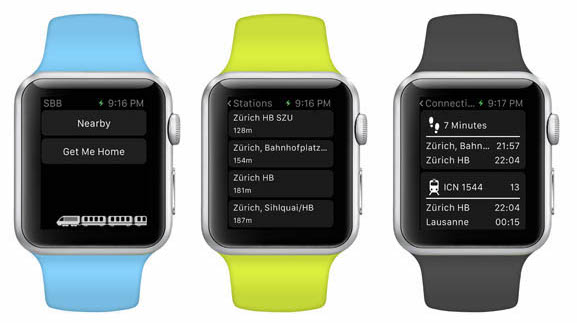 SBB 9:16 PM
Nearby
Get Me Home
< Stations 9:16 PM
Zürich HB SZU
128m
Zürich, Bahnhofplatz...
154m
Zürich HB
181m
Zürich, Sihlquai/HB
187m
< Connecti... 9:17 PM
7 Minutes
Zürich, Bahn... 21:57
Zürich HB 22:04
ICN 1544 13
Zürich HB 22:04
Lausanne 00:15